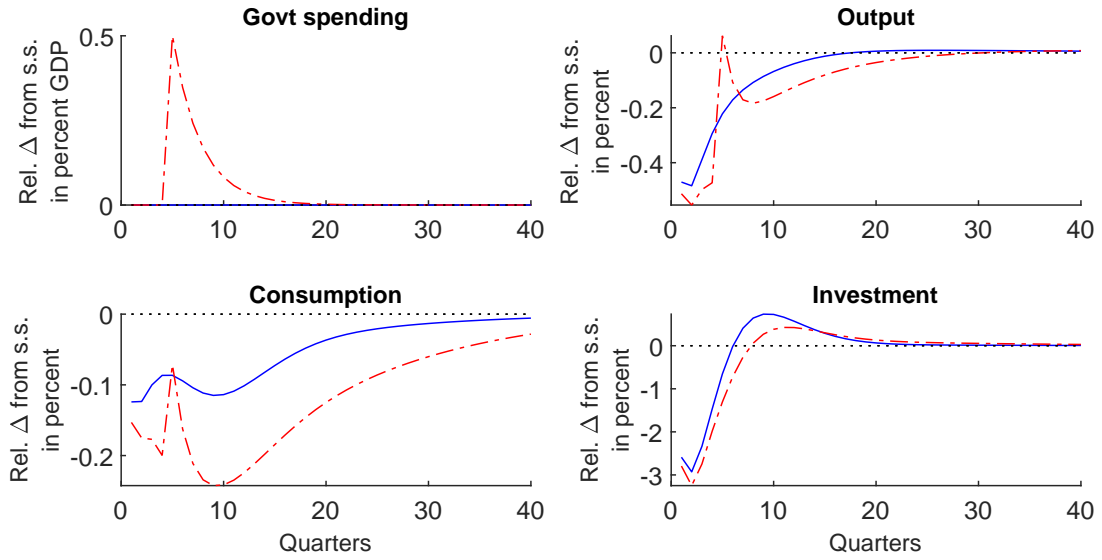 Govt spending
Rel. Δ from s.s.
in percent GDP
0.5
0
0 10 20 30 40
Output
Rel. Δ from s.s.
in percent
0
-0.2
-0.4
0 10 20 30 40
Consumption
Rel. Δ from s.s.
in percent
0
-0.1
-0.2
0 10 20 30 40
Quarters
Investment
Rel. Δ from s.s.
in percent
0
-1
-2
-3
0 10 20 30 40
Quarters